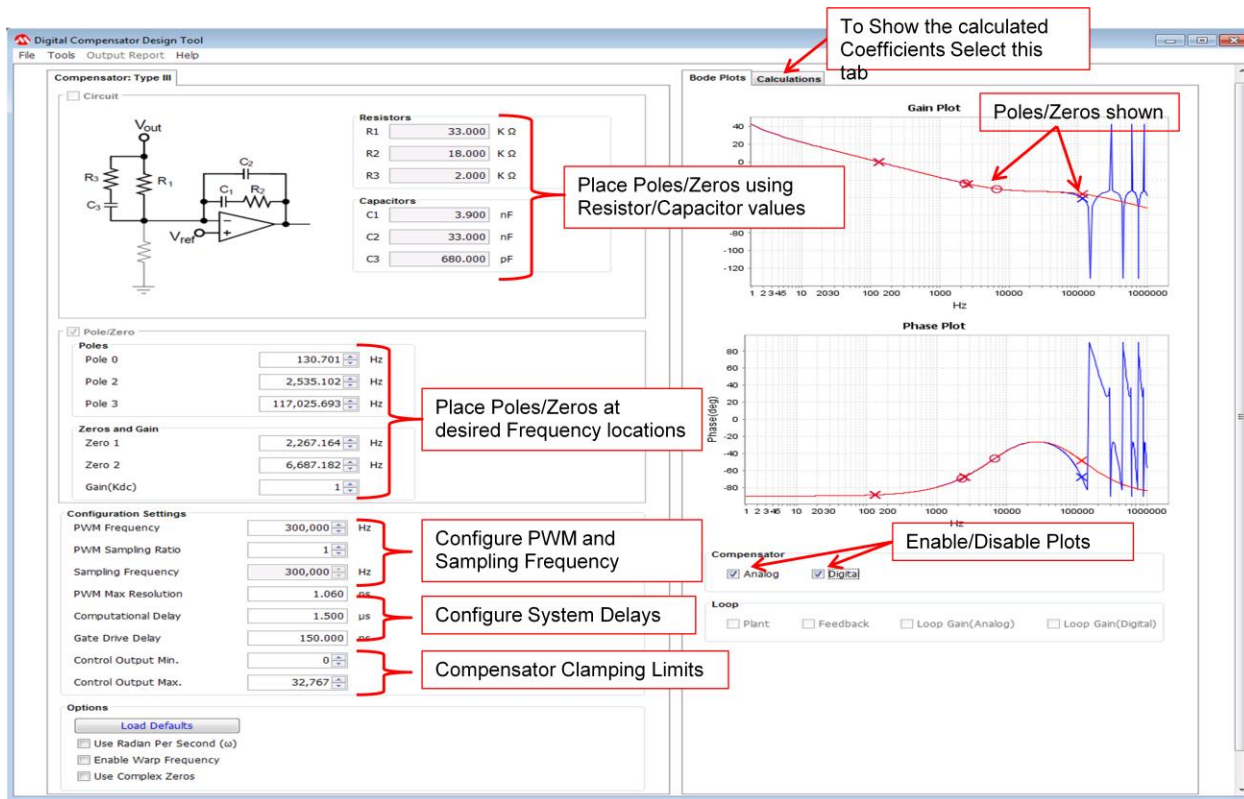 To Show the calculated
Coefficients Select this
tab
Digital Compensator Design Tool
File Tools Output Report Help
Compensator: Type III
Circuit
Vout
R3
R1
C3
C2
C1 R2
Vref
Resistors
R1 33.000 K Ω
R2 18.000 K Ω
R3 2.000 K Ω
Capacitors
C1 3.900 nF
C2 33.000 nF
C3 680.000 pF
Place Poles/Zeros using
Resistor/Capacitor values
Pole/Zero
Poles
Pole 0 130.701 Hz
Pole 2 2,535.102 Hz
Pole 3 117,025.693 Hz
Zeros and Gain
Zero 1 2,267.164 Hz
Zero 2 6,687.182 Hz
Gain(Kdc) 1
Place Poles/Zeros at
desired Frequency locations
Configuration Settings
PWM Frequency 300,000 Hz
PWM Sampling Ratio 1
Sampling Frequency 300,000 Hz
PWM Max Resolution 1.060
Computational Delay 1.500 µs
Gate Drive Delay 150.000
Control Output Min. 0
Control Output Max. 32,767
Configure PWM and
Sampling Frequency
Configure System Delays
Compensator Clamping Limits
Options
Load Defaults
Use Radian Per Second (ω)
Enable Warp Frequency
Use Complex Zeros
Bode Plots Calculations
Gain Plot
Poles/Zeros shown
40
20
0
-80
-100
-120
1 2 3 45 10 20 30 100 200 1000 10000 100000 1000000
Hz
Phase Plot
Phase(deg)
80
60
40
20
0
-20
-40
-60
-80
1 2 3 45 10 20 30 100 200 1000 10000 100000 1000000
Hz
Enable/Disable Plots
Compensator
Analog Digital
Loop
Plant Feedback Loop Gain(Analog) Loop Gain(Digital)